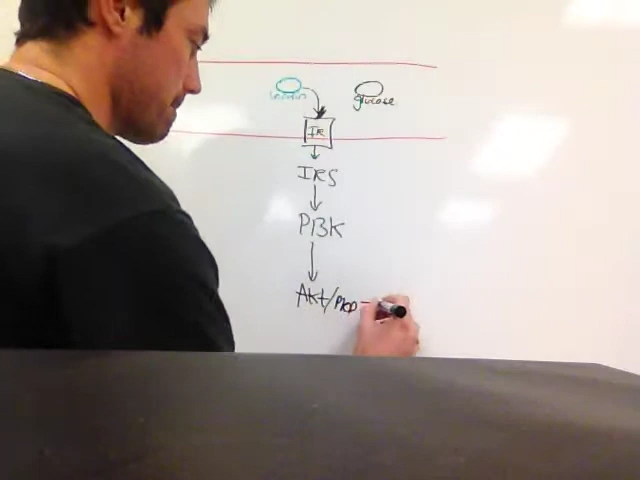 Insulin
glucose
IR
IRS
PI3K
Akt/PKB